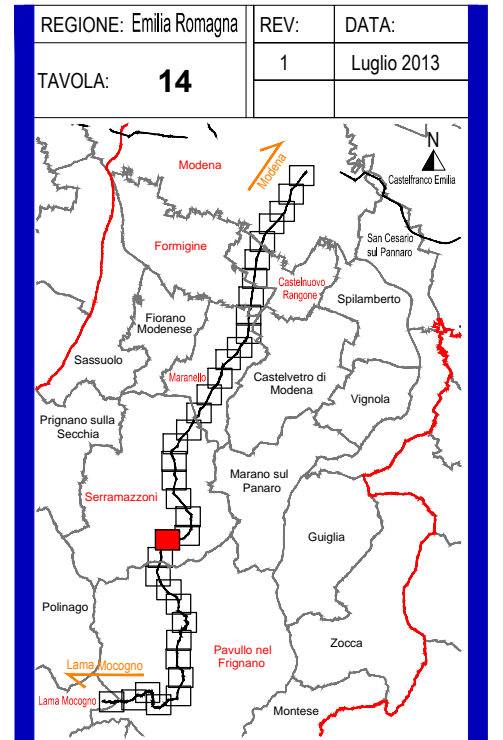 REGIONE: Emilia Romagna
REV:
DATA:
TAVOLA: 14
1
Luglio 2013
Modena
Modena
N
Castelfranco Emilia
Formigine
San Cesario
sul Pannaro
Castelnuovo
Rangone
Spilamberto
Fiorano
Modenese
Sassuolo
Maranello
Castelvetro di
Modena
Vignola
Prignano sulla
Secchia
Marano sul
Panaro
Serramazzoni
Guiglia
Polinago
Pavullo nel
Frignano
Zocca
Lama Mocogno
Lama Mocogno
Montese